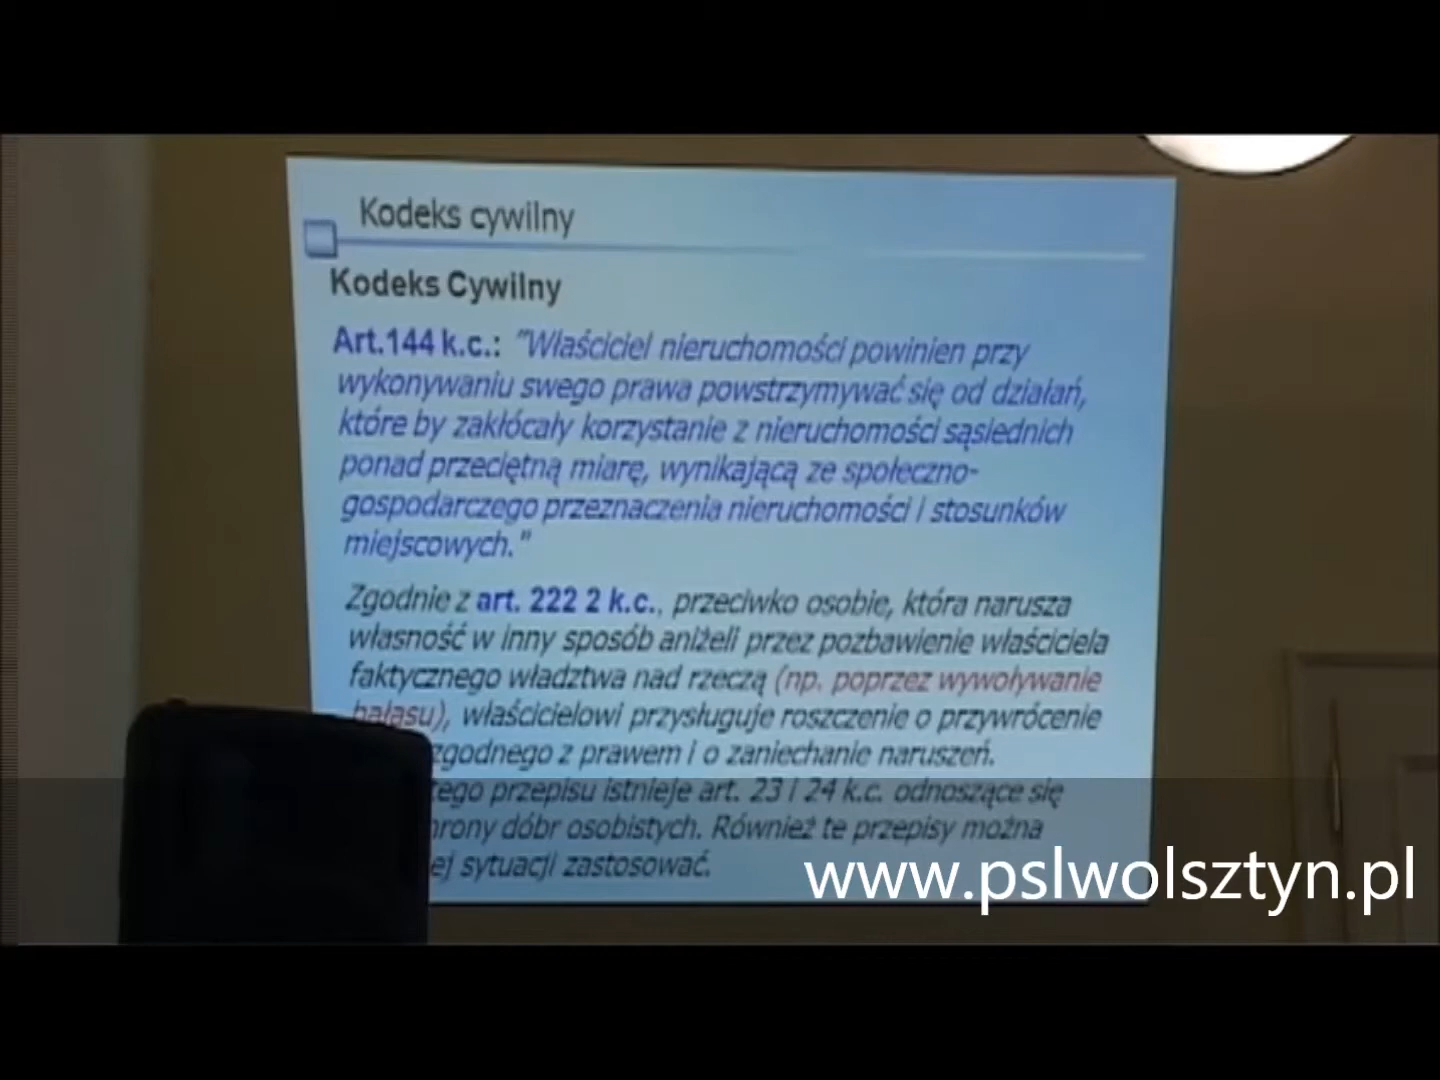 Kodeks cywilny
Kodeks Cywilny
Art.144 k.c.: "Właściciel nieruchomości powinien przy
wykonywaniu swego prawa powstrzymywać się od działań,
które by zakłócały korzystanie z nieruchomości sąsiednich
ponad przeciętną miarę, wynikającą ze społeczno-
gospodarczego przeznaczenia nieruchomości i stosunków
miejscowych."
Zgodnie z art. 222 2 k.c., przeciwko osobie, która narusza
własność w inny sposób aniżeli przez pozbawienie właściciela
faktycznego władztwa nad rzeczą (np. poprzez wywoływanie
hałasu), właścicielowi przysługuje roszczenie o przywrócenie
zgodnego z prawem i o zaniechanie naruszeń.
tego przepisu istnieje art. 23 i 24 k.c. odnoszące się
dóbr osobistych. Również te przepisy można
sytuacji zastosować.
www.pslwolsztyn.pl